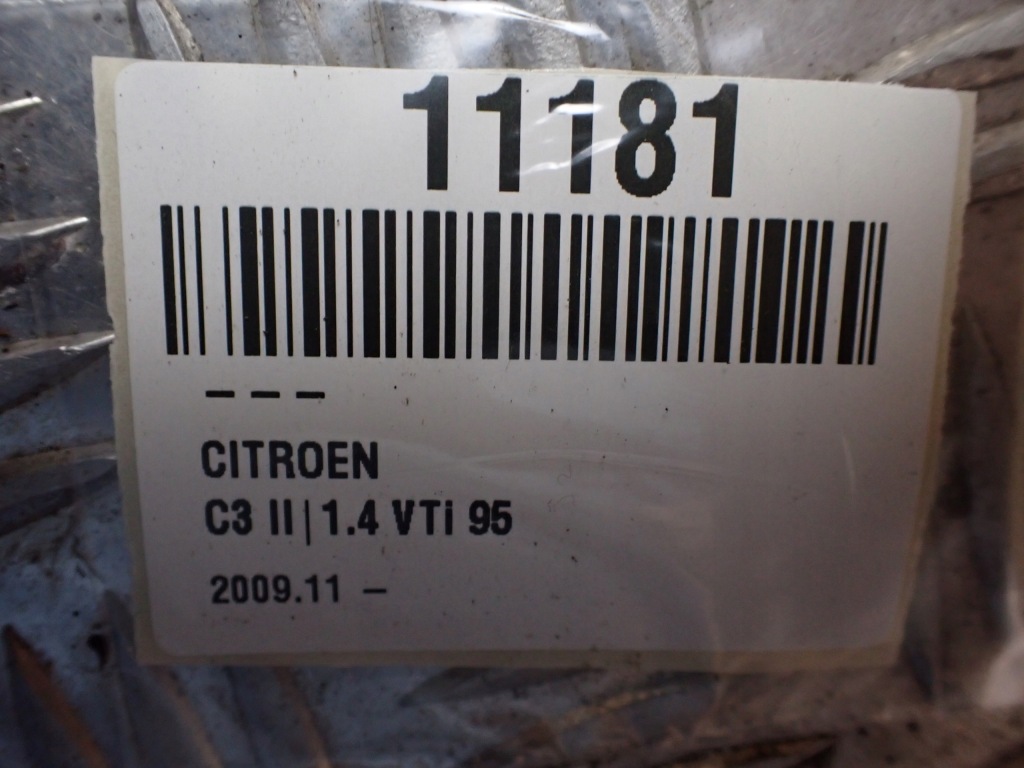 11181
– – –
CITROEN
C3 II | 1.4 VTi 95
2009.11 –